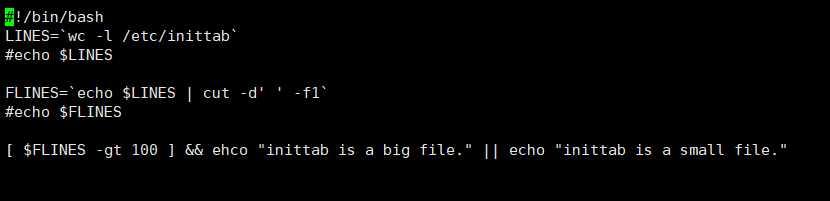 #!/bin/bash
LINES=`wc -l /etc/inittab`
#echo $LINES
FLINES=`echo $LINES | cut -d' ' -f1`
#echo $FLINES
[ $FLINES -gt 100 ] && ehco "inittab is a big file." || echo "inittab is a small file."